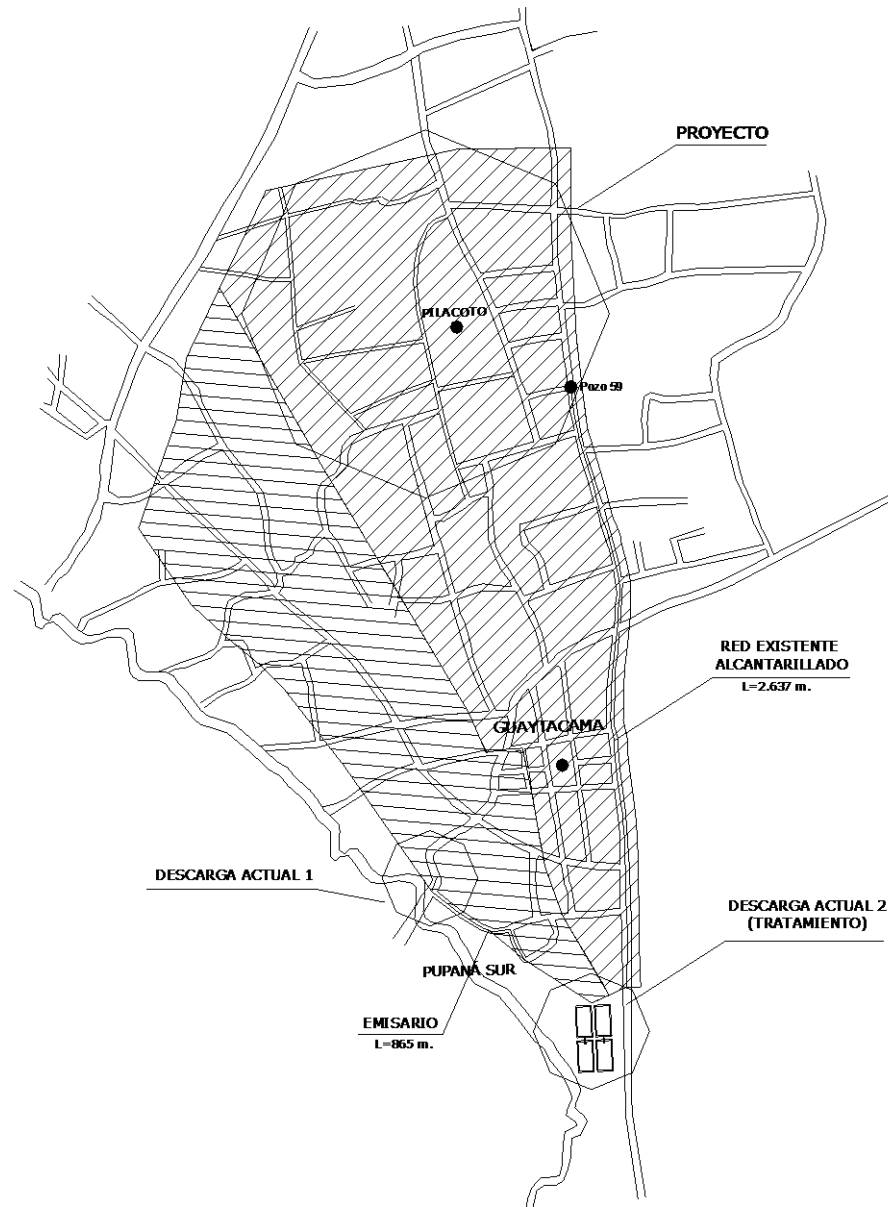 PROYECTO
PILACOTO
Pozo 59
RED EXISTENTE
ALCANTARILLADO
L=2.637 m.
GUAYTACAMA
DESCARGA ACTUAL 1
DESCARGA ACTUAL 2
(TRATAMIENTO)
PUPANÁ SUR
EMISARIO
L=865 m.